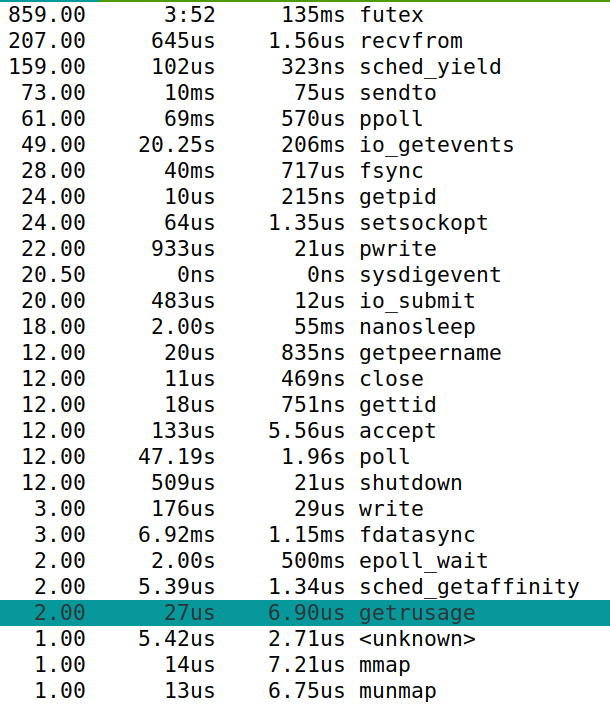 859.00 3:52 135ms futex
207.00 645us 1.56us recvfrom
159.00 102us 323ns sched_yield
73.00 10ms 75us sendto
61.00 69ms 570us ppoll
49.00 20.25s 206ms io_getevents
28.00 40ms 717us fsync
24.00 10us 215ns getpid
24.00 64us 1.35us setsockopt
22.00 933us 21us pwrite
20.50 0ns 0ns sysdigevent
20.00 483us 12us io_submit
18.00 2.00s 55ms nanosleep
12.00 20us 835ns getpeername
12.00 11us 469ns close
12.00 18us 751ns gettid
12.00 133us 5.56us accept
12.00 47.19s 1.96s poll
12.00 509us 21us shutdown
3.00 176us 29us write
3.00 6.92ms 1.15ms fdatasync
2.00 2.00s 500ms epoll_wait
2.00 5.39us 1.34us sched_getaffinity
2.00 27us 6.90us getrusage
1.00 5.42us 2.71us <unknown>
1.00 14us 7.21us mmap
1.00 13us 6.75us munmap